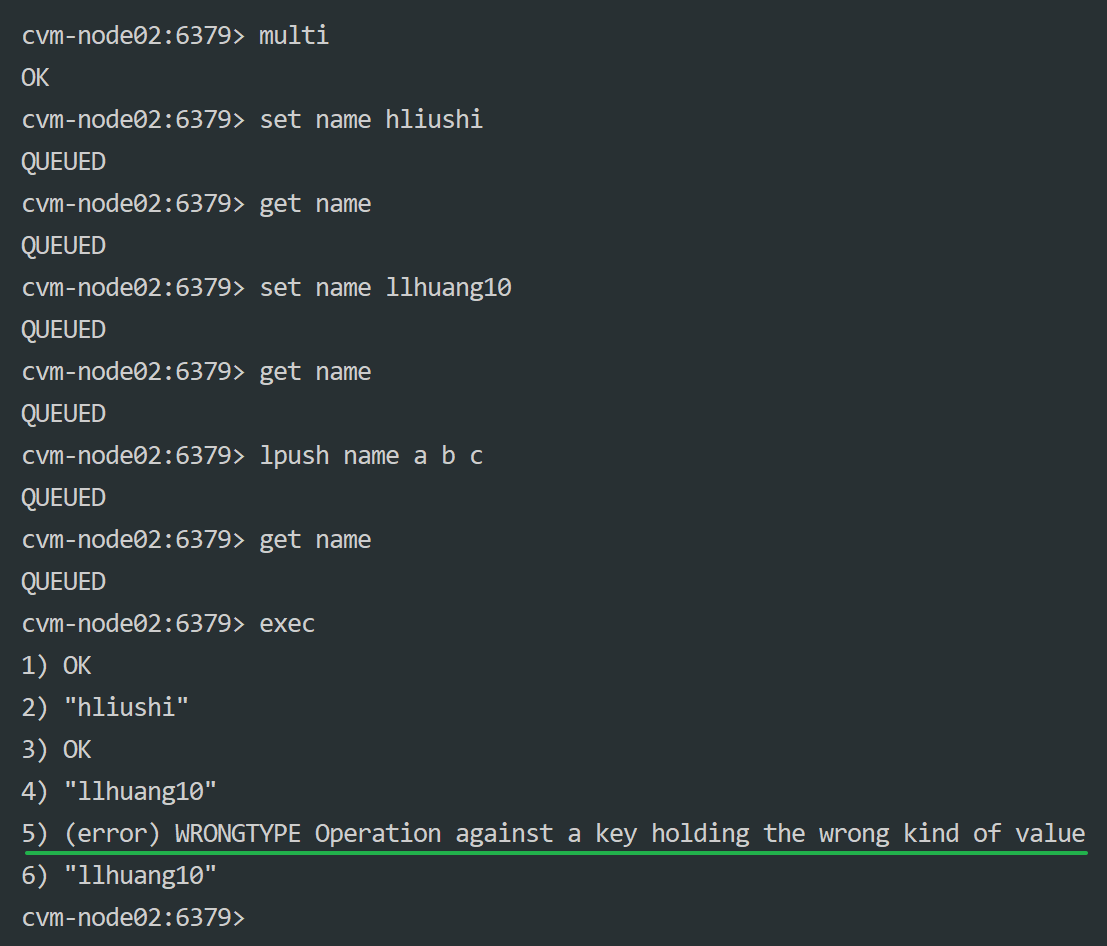 cvm-node02:6379> multi
OK
cvm-node02:6379> set name hliushi
QUEUED
cvm-node02:6379> get name
QUEUED
cvm-node02:6379> set name llhuang10
QUEUED
cvm-node02:6379> get name
QUEUED
cvm-node02:6379> lpush name a b c
QUEUED
cvm-node02:6379> get name
QUEUED
cvm-node02:6379> exec
1) OK
2) "hliushi"
3) OK
4) "llhuang10"
5) (error) WRONGTYPE Operation against a key holding the wrong kind of value
6) "llhuang10"
cvm-node02:6379>